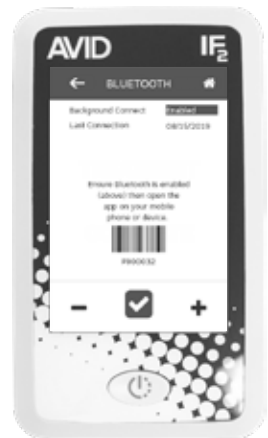 AVID IF2
BLUETOOTH
Background Connect Enabled
Last Connection 08/15/2019
Ensure Bluetooth is enabled
(above) then open the
app on your mobile
phone or device.
P900032